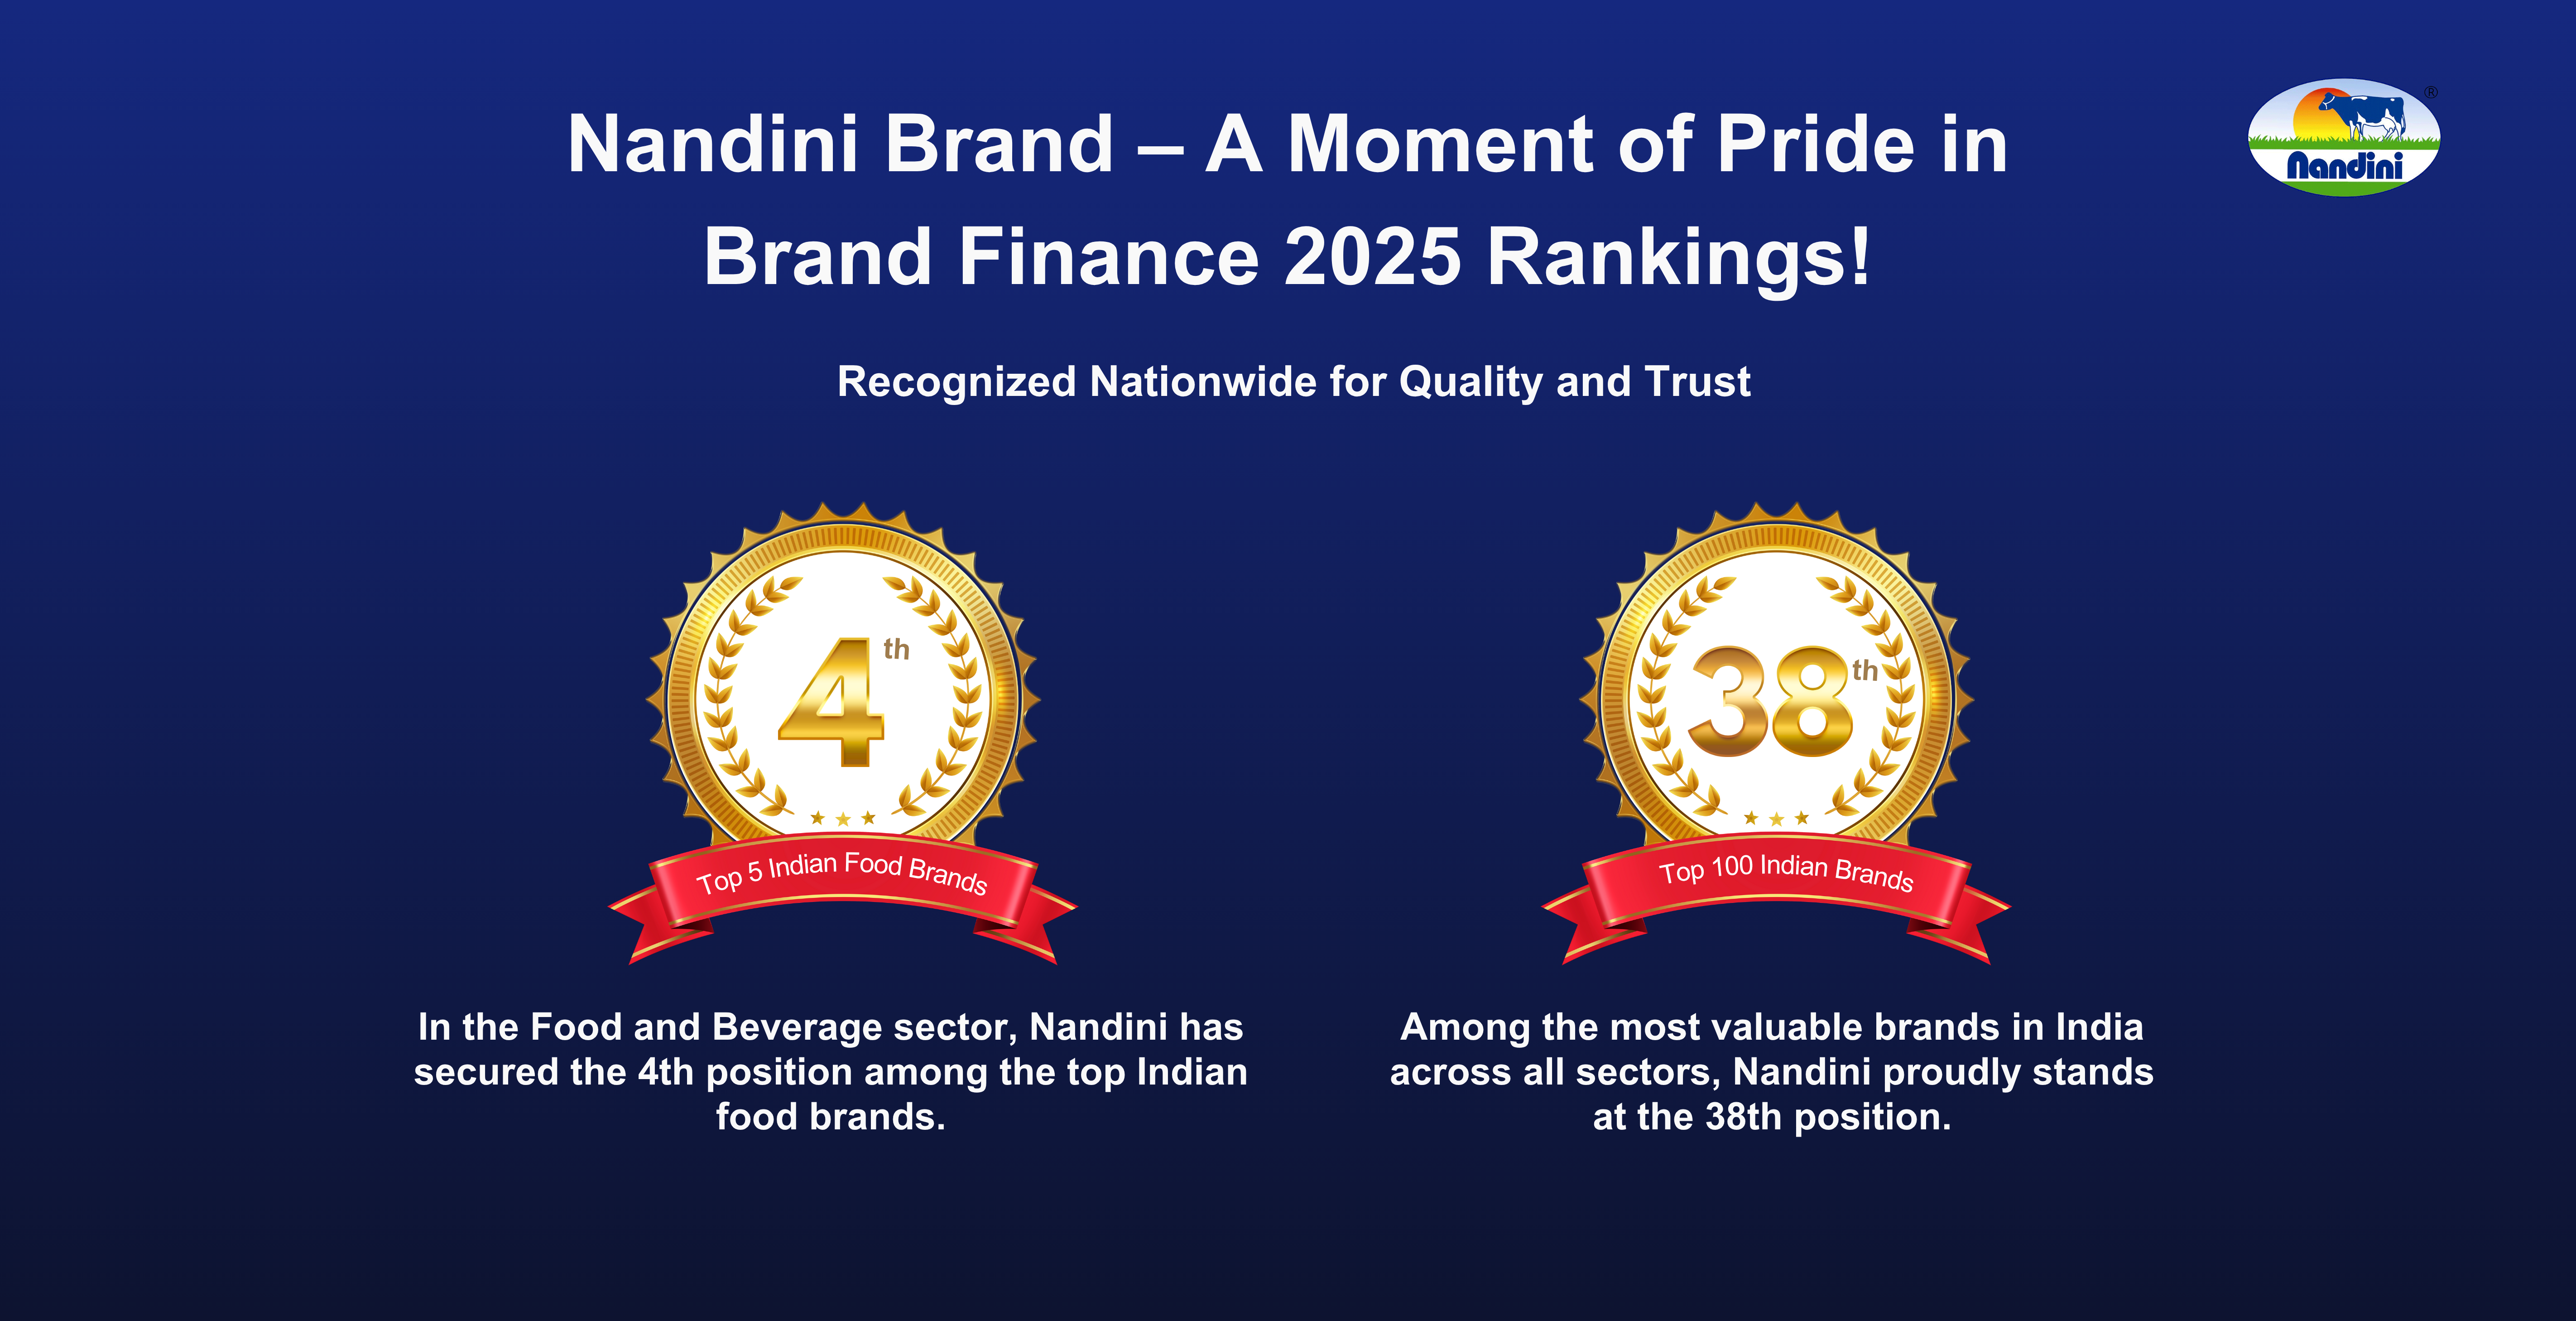 Nandini Brand – A Moment of Pride in
Brand Finance 2025 Rankings!
®
Nandini
Recognized Nationwide for Quality and Trust
4th
Top 5 Indian Food Brands
In the Food and Beverage sector, Nandini has
secured the 4th position among the top Indian
food brands.
38th
Top 100 Indian Brands
Among the most valuable brands in India
across all sectors, Nandini proudly stands
at the 38th position.